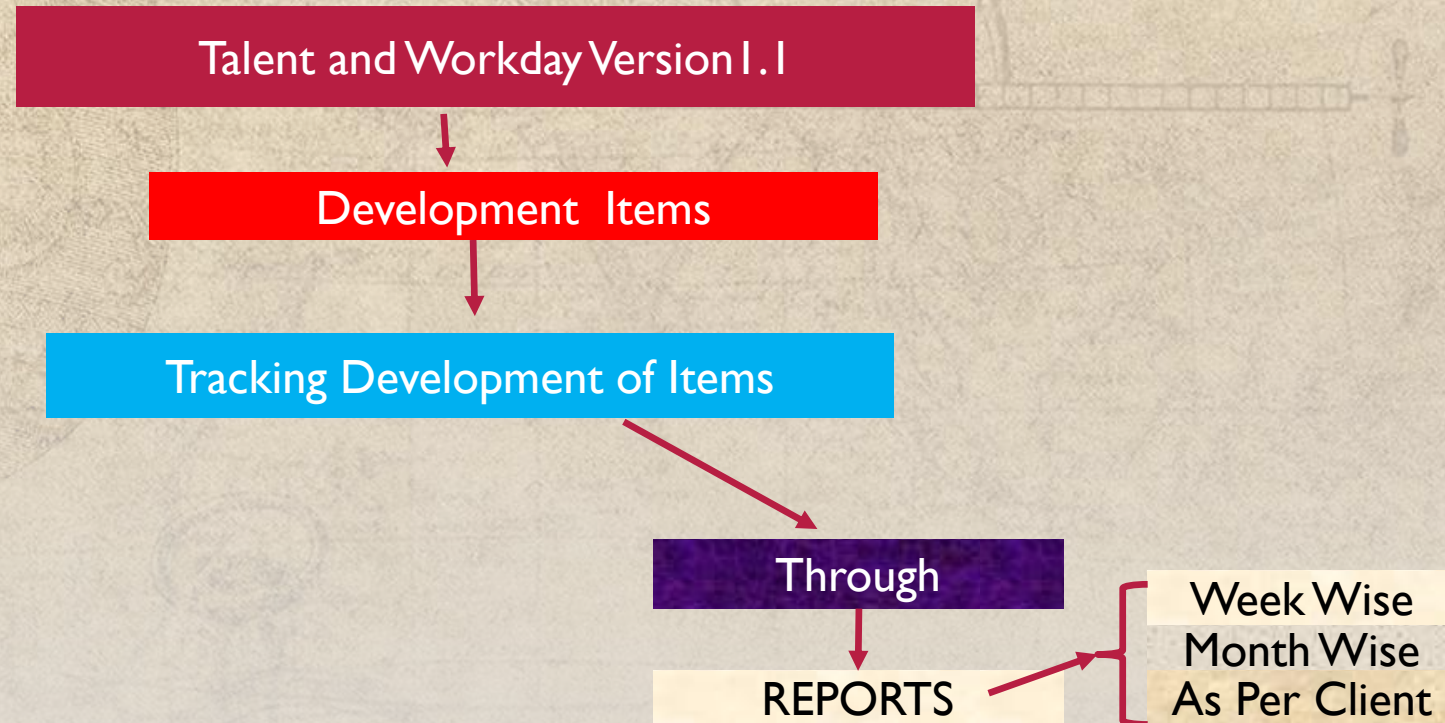 Talent and Workday Version1.1
Development Items
Tracking Development of Items
Through
REPORTS
Week Wise
Month Wise
As Per Client